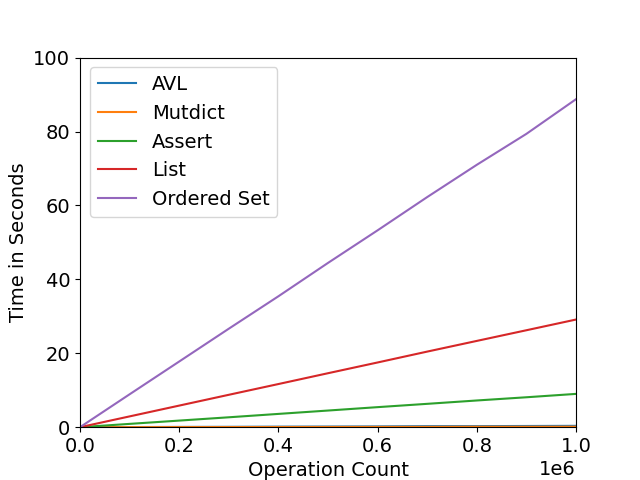 100
80
60
40
20
0
Time in Seconds
AVL
Mutdict
Assert
List
Ordered Set
0.0 0.2 0.4 0.6 0.8 1.0
Operation Count
1e6